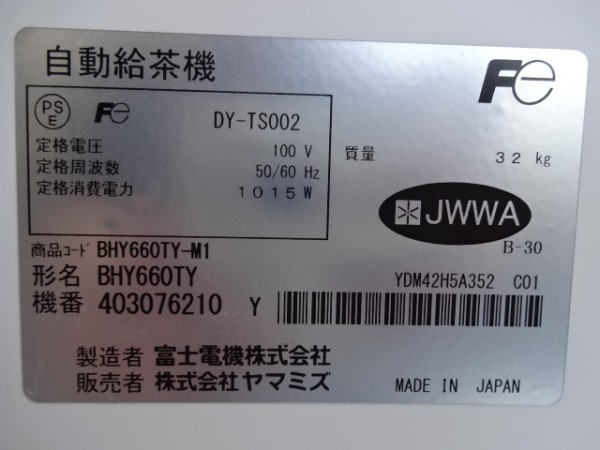 自動給茶機
Fe
PS
E
Fe
DY-TS002
定格電圧 100 V
定格周波数 50/60 Hz
定格消費電力 1015W
質量 32 kg
JWWA
B-30
商品コード BHY660TY-M1
形名 BHY660TY
YDM42H5A352 C01
機番 403076210 Y
製造者 富士電機株式会社
販売者 株式会社ヤマミズ
MADE IN JAPAN